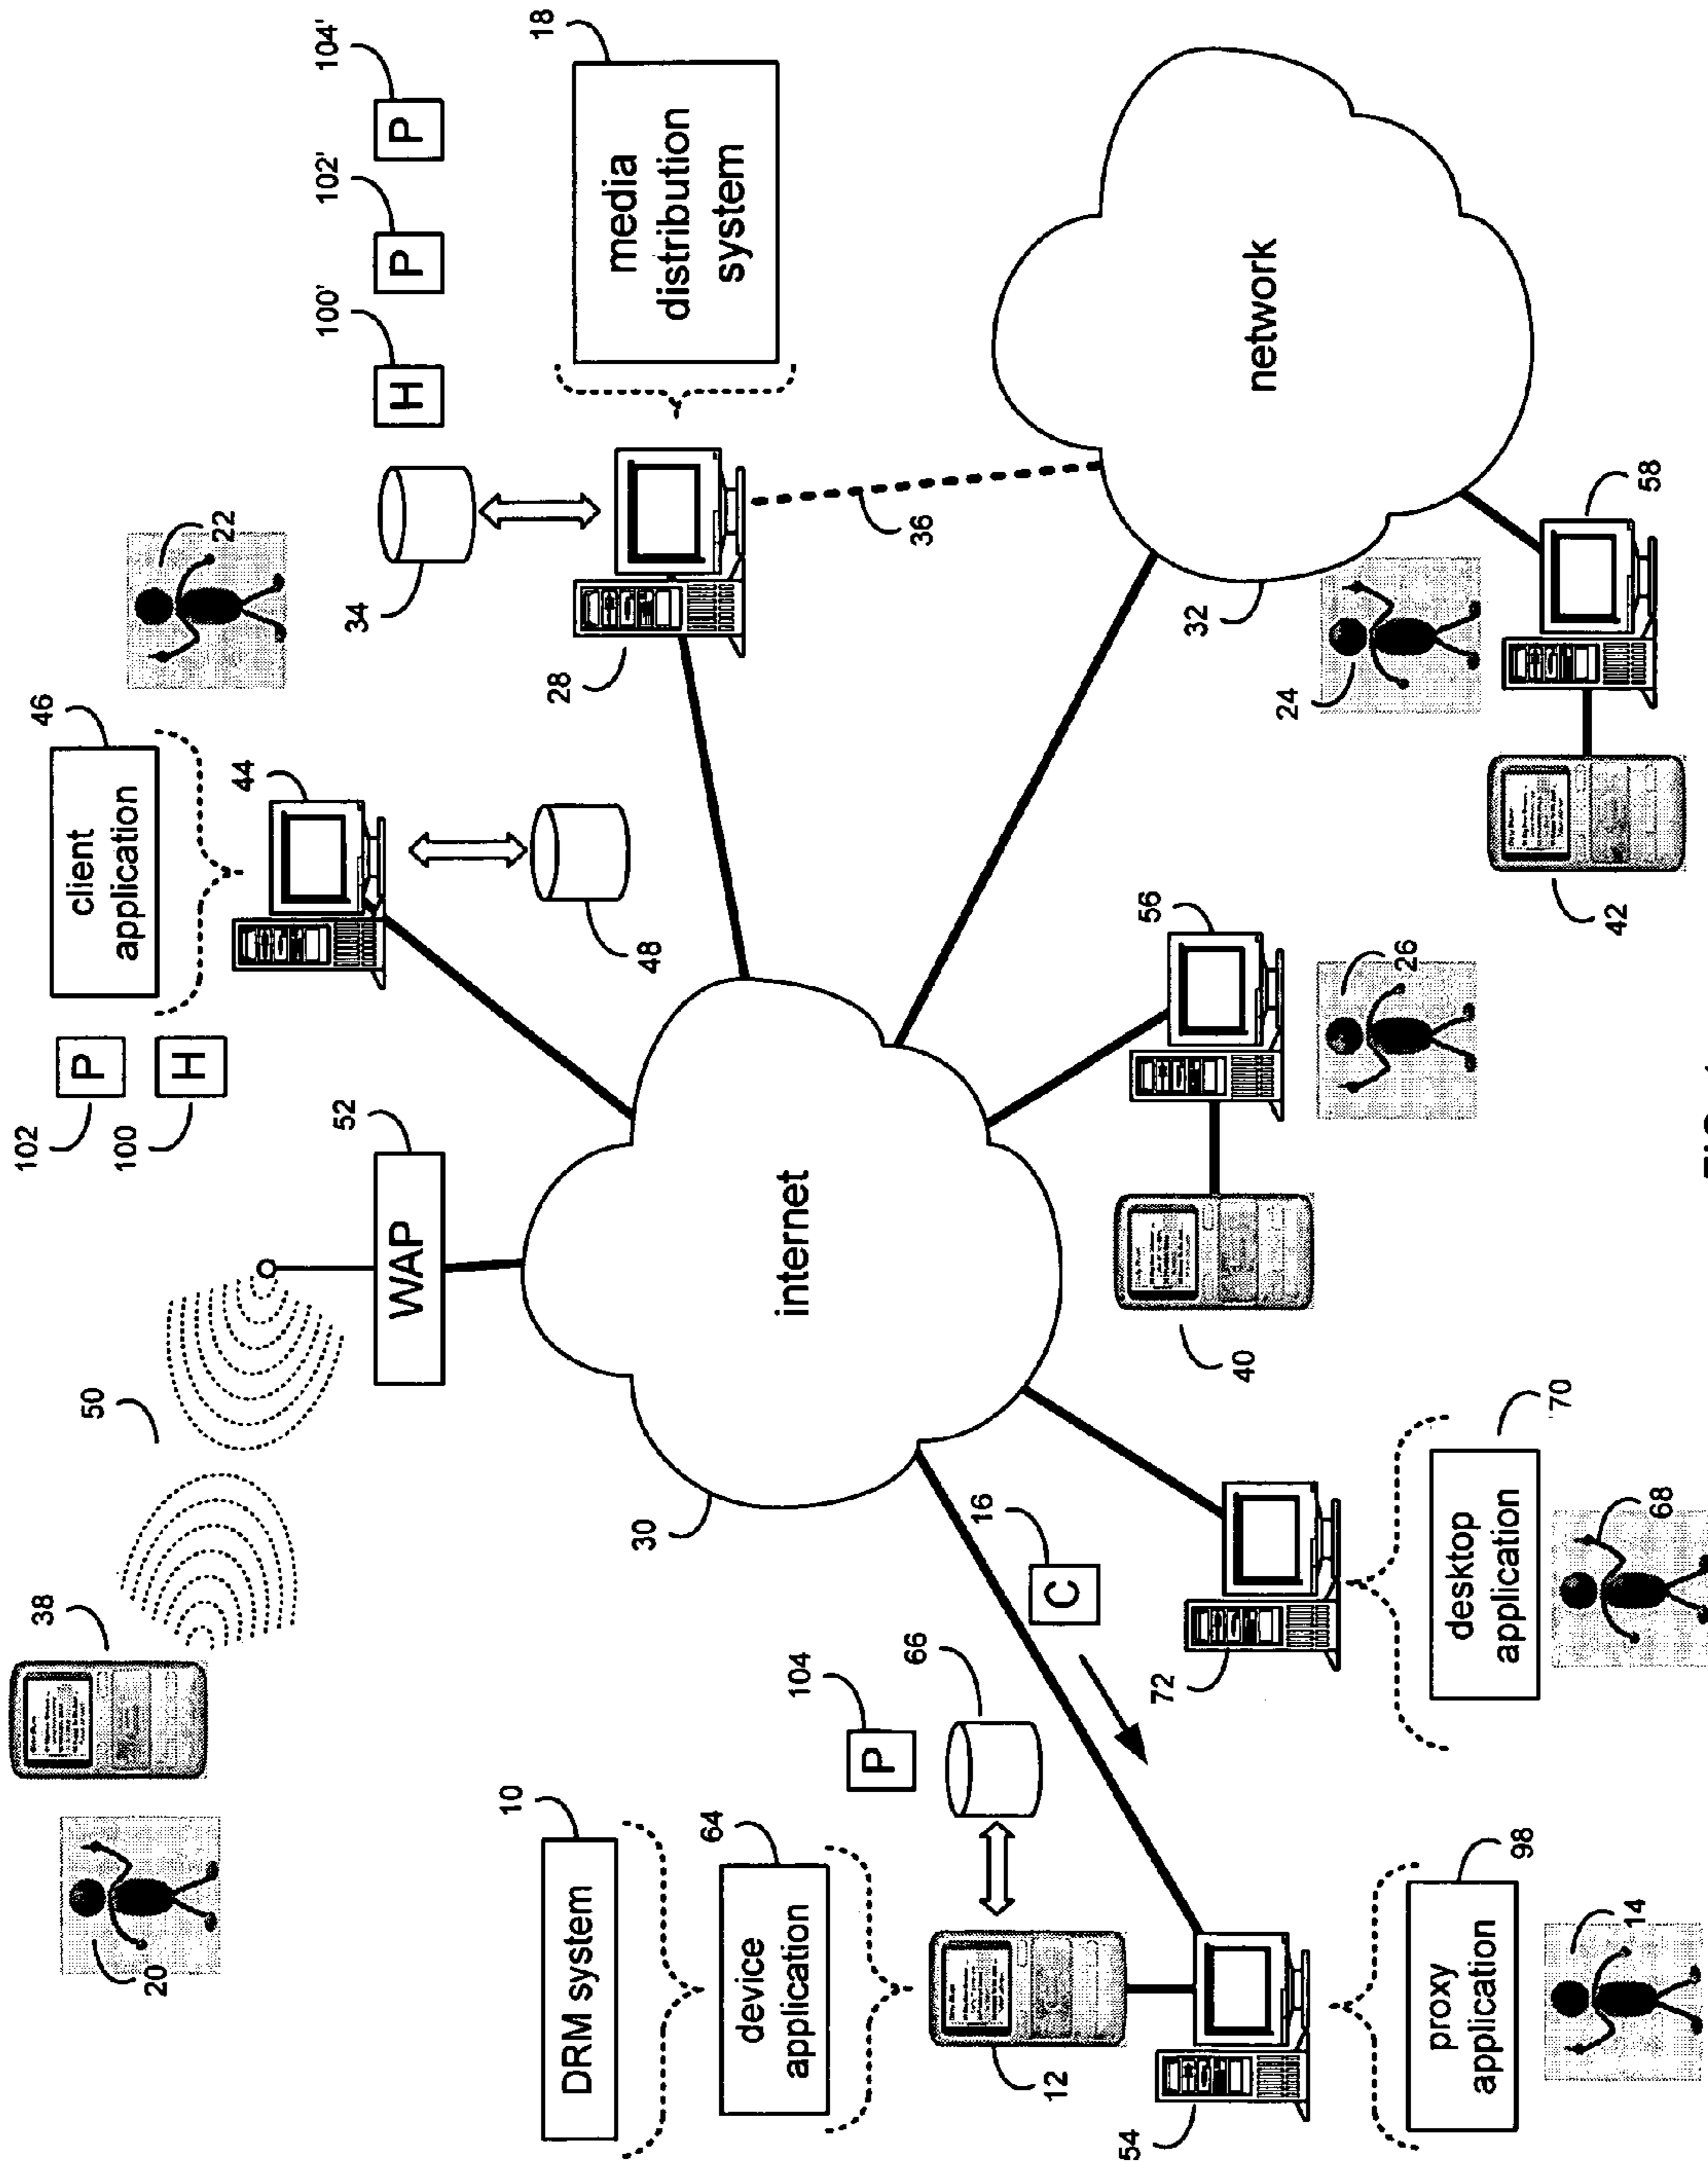 20
38
50
102
P
100
H
client
application
46
22
104'
P
102'
P
100'
H
media
distribution
system
18
34
28
36
44
48
WAP
52
internet
30
network
32
DRM system
10
device
application
64
104
P
66
12
54
16
C
proxy
application
98
14
72
desktop
application
70
68
40
56
26
42
24
58